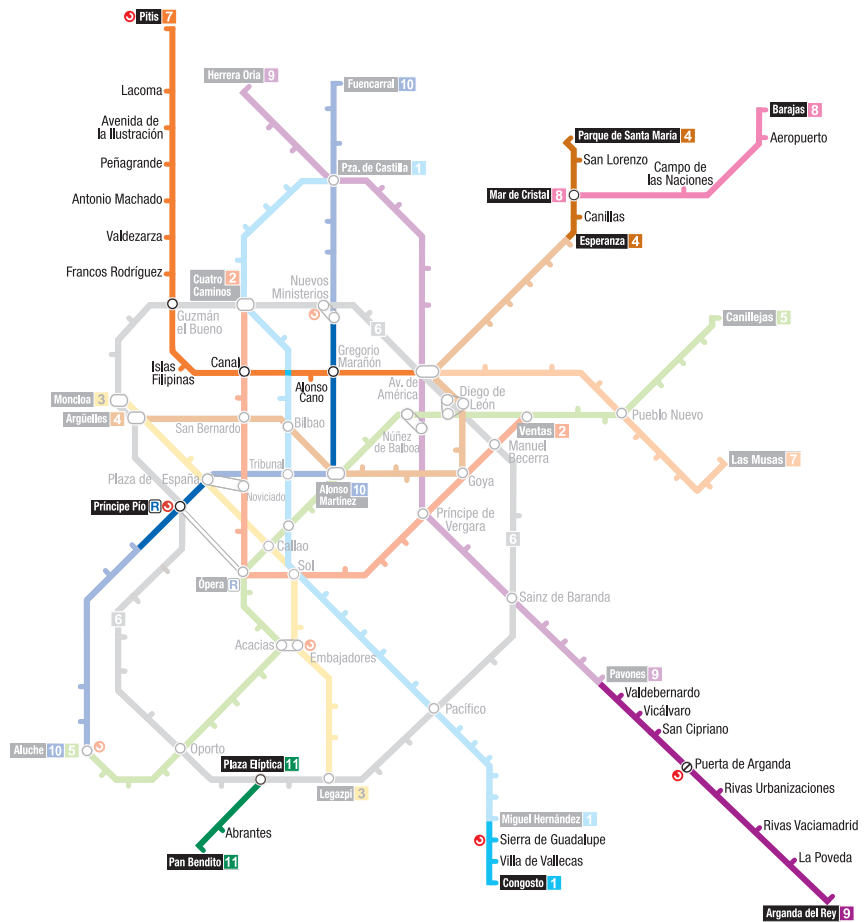 Pitis 7
Lacoma
Avenida de
la Ilustración
Peñagrande
Antonio Machado
Valdezarza
Francos Rodríguez
Herrera Oria 9
Fuencarral 10
Pza. de Castilla 1
Parque de Santa María 4
San Lorenzo
Mar de Cristal 8
Canillas
Esperanza 4
Barajas 8
Aeropuerto
Campo de
las Naciones
Cuatro 2
Caminos
Nuevos
Ministerios
Guzmán
el Bueno
6
Canillejas 5
Islas
Filipinas
Canal
Alonso
Cano
Gregorio
Marañón
Av. de
América
Diego de
León
Moncloa 3
Argüelles 4
San Bernardo
Bilbao
Núñez
de Balboa
Ventas 2
Pueblo Nuevo
Manuel
Becerra
Las Musas 7
Plaza de España
Tribunal
Noviciado
Alonso 10
Martínez
Goya
Príncipe Pío R
Príncipe de
Vergara
6
Callao
Sol
Ópera R
Sainz de Baranda
6
Acacias
Embajadores
Pavones 9
Valdebernardo
Vicálvaro
San Cipriano
Pacífico
Aluche 10 5
Oporto
Plaza Elíptica 11
Legazpi 3
Puerta de Arganda
Rivas Urbanizaciones
Miguel Hernández 1
Rivas Vaciamadrid
Abrantes
Sierra de Guadalupe
Pan Bendito 11
Villa de Vallecas
La Poveda
Congosto 1
Arganda del Rey 9